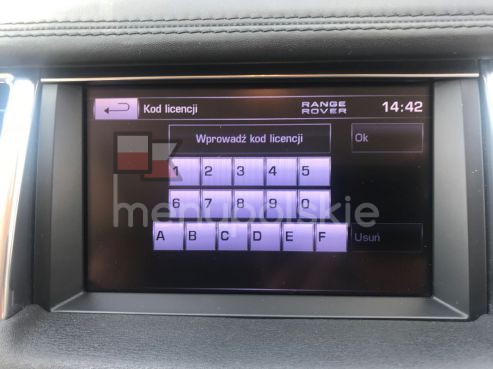 Kod licencji
RANGE ROVER
14:42
Wprowadź kod licencji
Ok
1 2 3 4 5
6 7 8 9 0
menupolskie
A B C D E F
Usuń